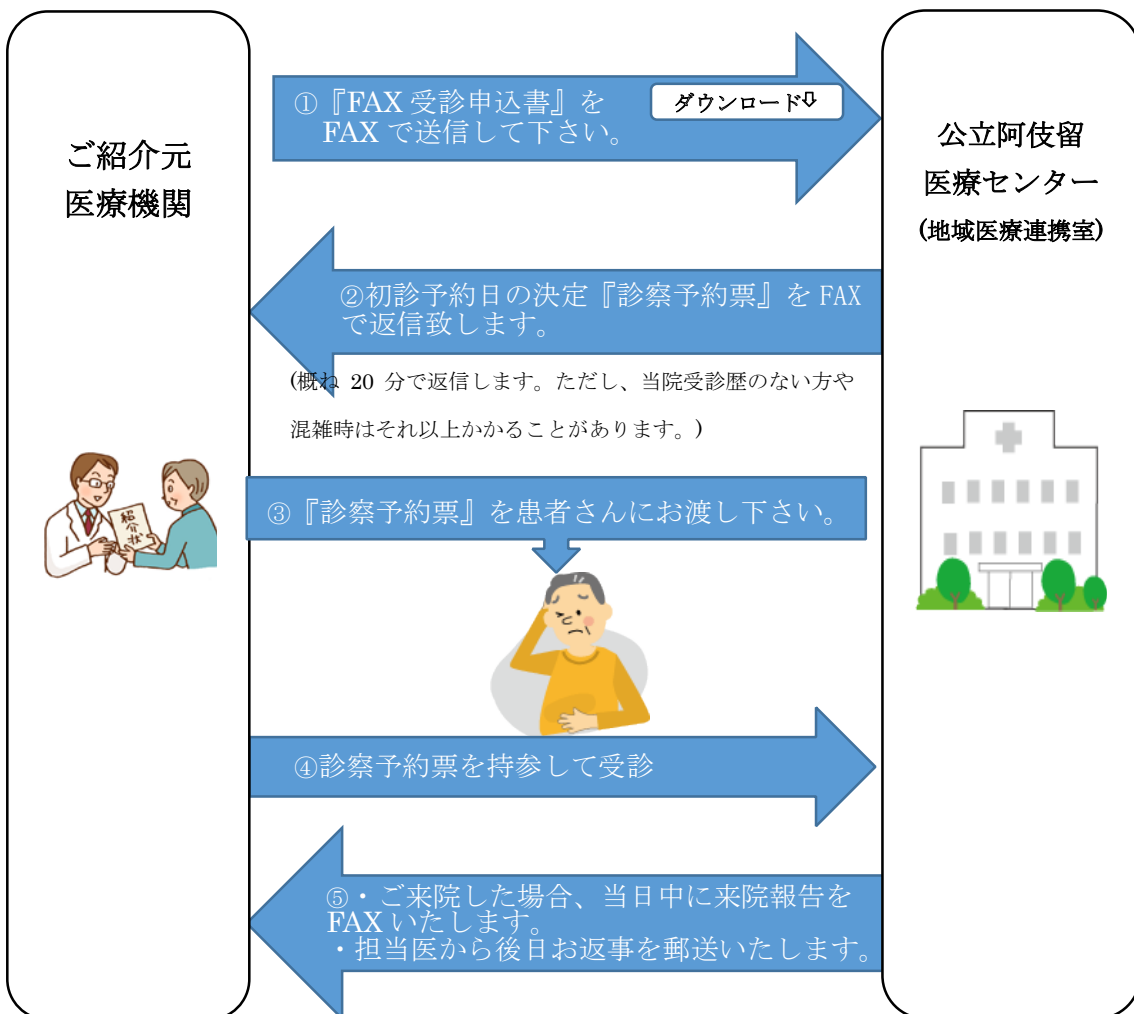 ご紹介元
医療機関
①『FAX 受診申込書』を
FAX で送信して下さい。
ダウンロード⇩
公立阿伎留
医療センター
(地域医療連携室)
②初診予約日の決定『診察予約票』を FAX
で返信致します。
(概ね 20 分で返信します。ただし、当院受診歴のない方や
混雑時はそれ以上かかることがあります。)
紹介状
③『診察予約票』を患者さんにお渡し下さい。
④診察予約票を持参して受診
⑤・ご来院した場合、当日中に来院報告を
FAX いたします。
・担当医から後日お返事を郵送いたします。